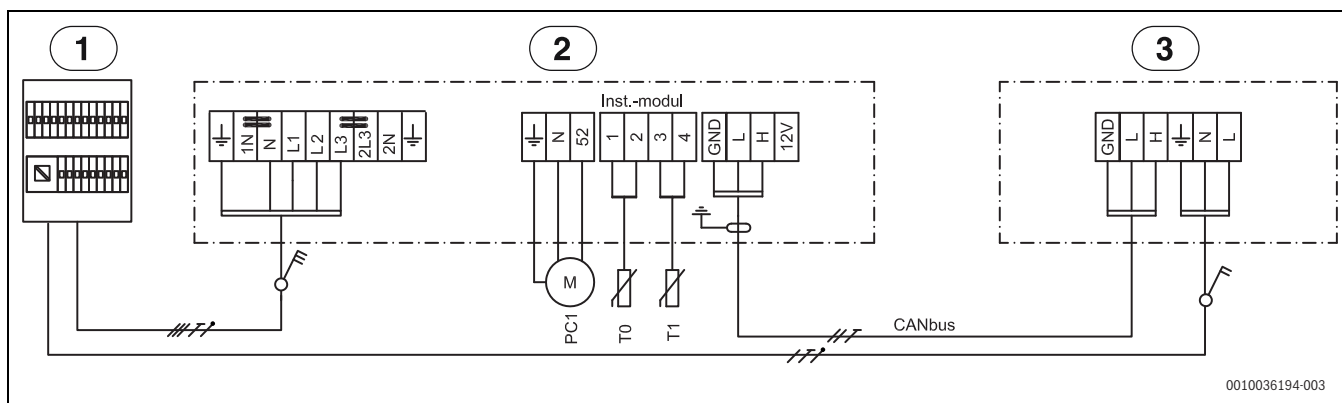 1
2
3
Inst.-modul
1N
N
L1
L2
L3
2L3
2N
N
52
1
2
3
4
GND
L
H
12V
GND
L
H
N
L
M
PC1
T0
T1
CANbus
0010036194-003